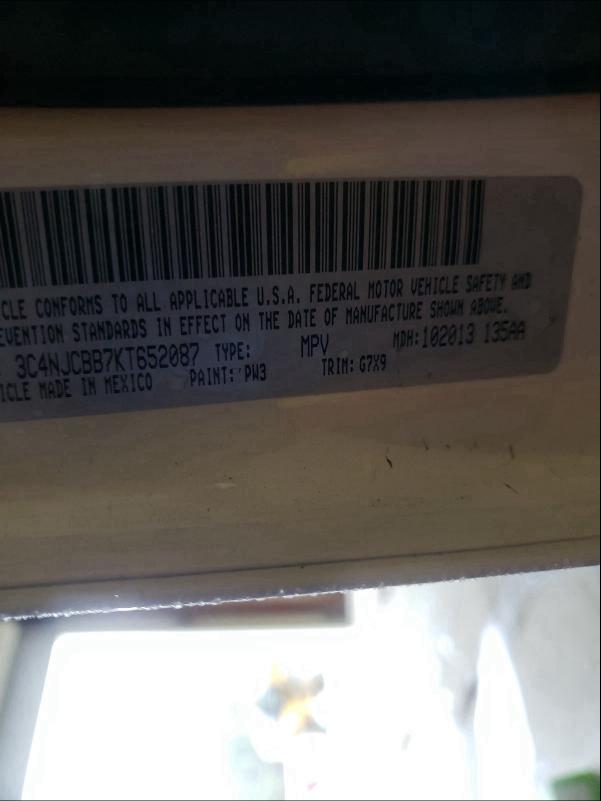 CLE CONFORMS TO ALL APPLICABLE U.S.A. FEDERAL MOTOR VEHICLE SAFETY AND
EVENTION STANDARDS IN EFFECT ON THE DATE OF MANUFACTURE SHOWN ABOVE.
3C4NJCBB7KT652087 TYPE: MPV MDH:102013 135AA
ICLE MADE IN MEXICO PAINT: PW3 TRIM: G7X9